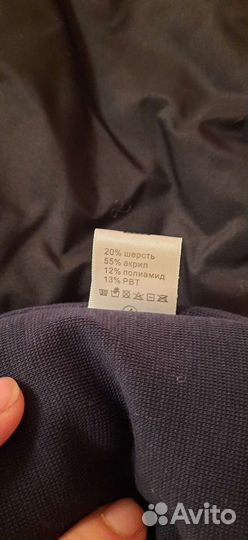 20% шерсть
55% акрил
12% полиамид
13% PBT
Avito